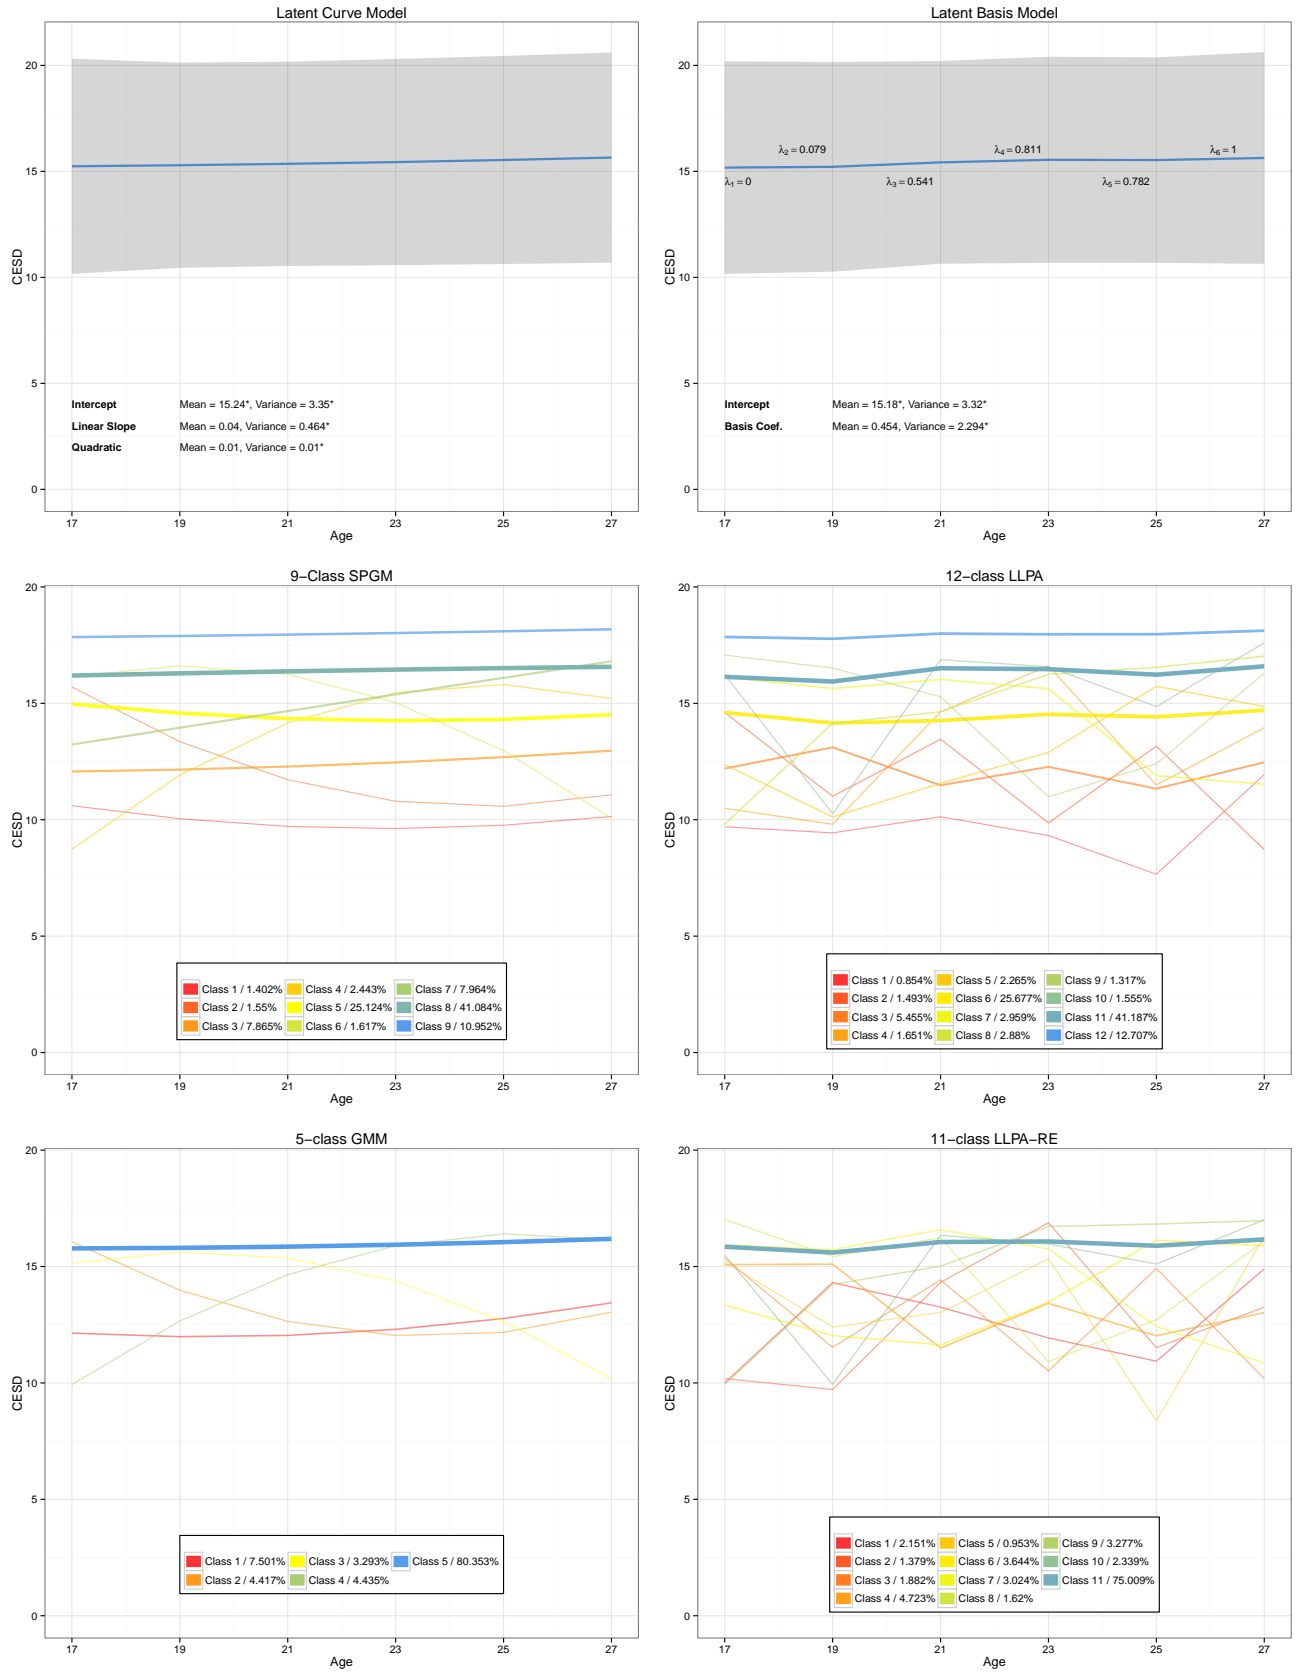 Latent Curve Model
20
15
10
5
0
CESD
Intercept Mean = 15.24*, Variance = 3.35*
Linear Slope Mean = 0.04, Variance = 0.464*
Quadratic Mean = 0.01, Variance = 0.01*
17 19 21 23 25 27
Age
Latent Basis Model
20
15
10
5
0
CESD
λ2 = 0.079 λ4 = 0.811 λ6 = 1
λ1 = 0 λ3 = 0.541 λ5 = 0.782
Intercept Mean = 15.18*, Variance = 3.32*
Basis Coef. Mean = 0.454, Variance = 2.294*
17 19 21 23 25 27
Age
9−Class SPGM
20
15
10
5
0
CESD
Class 1 / 1.402% Class 4 / 2.443% Class 7 / 7.964%
Class 2 / 1.55% Class 5 / 25.124% Class 8 / 41.084%
Class 3 / 7.865% Class 6 / 1.617% Class 9 / 10.952%
17 19 21 23 25 27
Age
12−class LLPA
20
15
10
5
0
CESD
Class 1 / 0.854% Class 5 / 2.265% Class 9 / 1.317%
Class 2 / 1.493% Class 6 / 25.677% Class 10 / 1.555%
Class 3 / 5.455% Class 7 / 2.959% Class 11 / 41.187%
Class 4 / 1.651% Class 8 / 2.88% Class 12 / 12.707%
17 19 21 23 25 27
Age
5−class GMM
20
15
10
5
0
CESD
Class 1 / 7.501% Class 3 / 3.293% Class 5 / 80.353%
Class 2 / 4.417% Class 4 / 4.435%
17 19 21 23 25 27
Age
11−class LLPA−RE
20
15
10
5
0
CESD
Class 1 / 2.151% Class 5 / 0.953% Class 9 / 3.277%
Class 2 / 1.379% Class 6 / 3.644% Class 10 / 2.339%
Class 3 / 1.882% Class 7 / 3.024% Class 11 / 75.009%
Class 4 / 4.723% Class 8 / 1.62%
17 19 21 23 25 27
Age